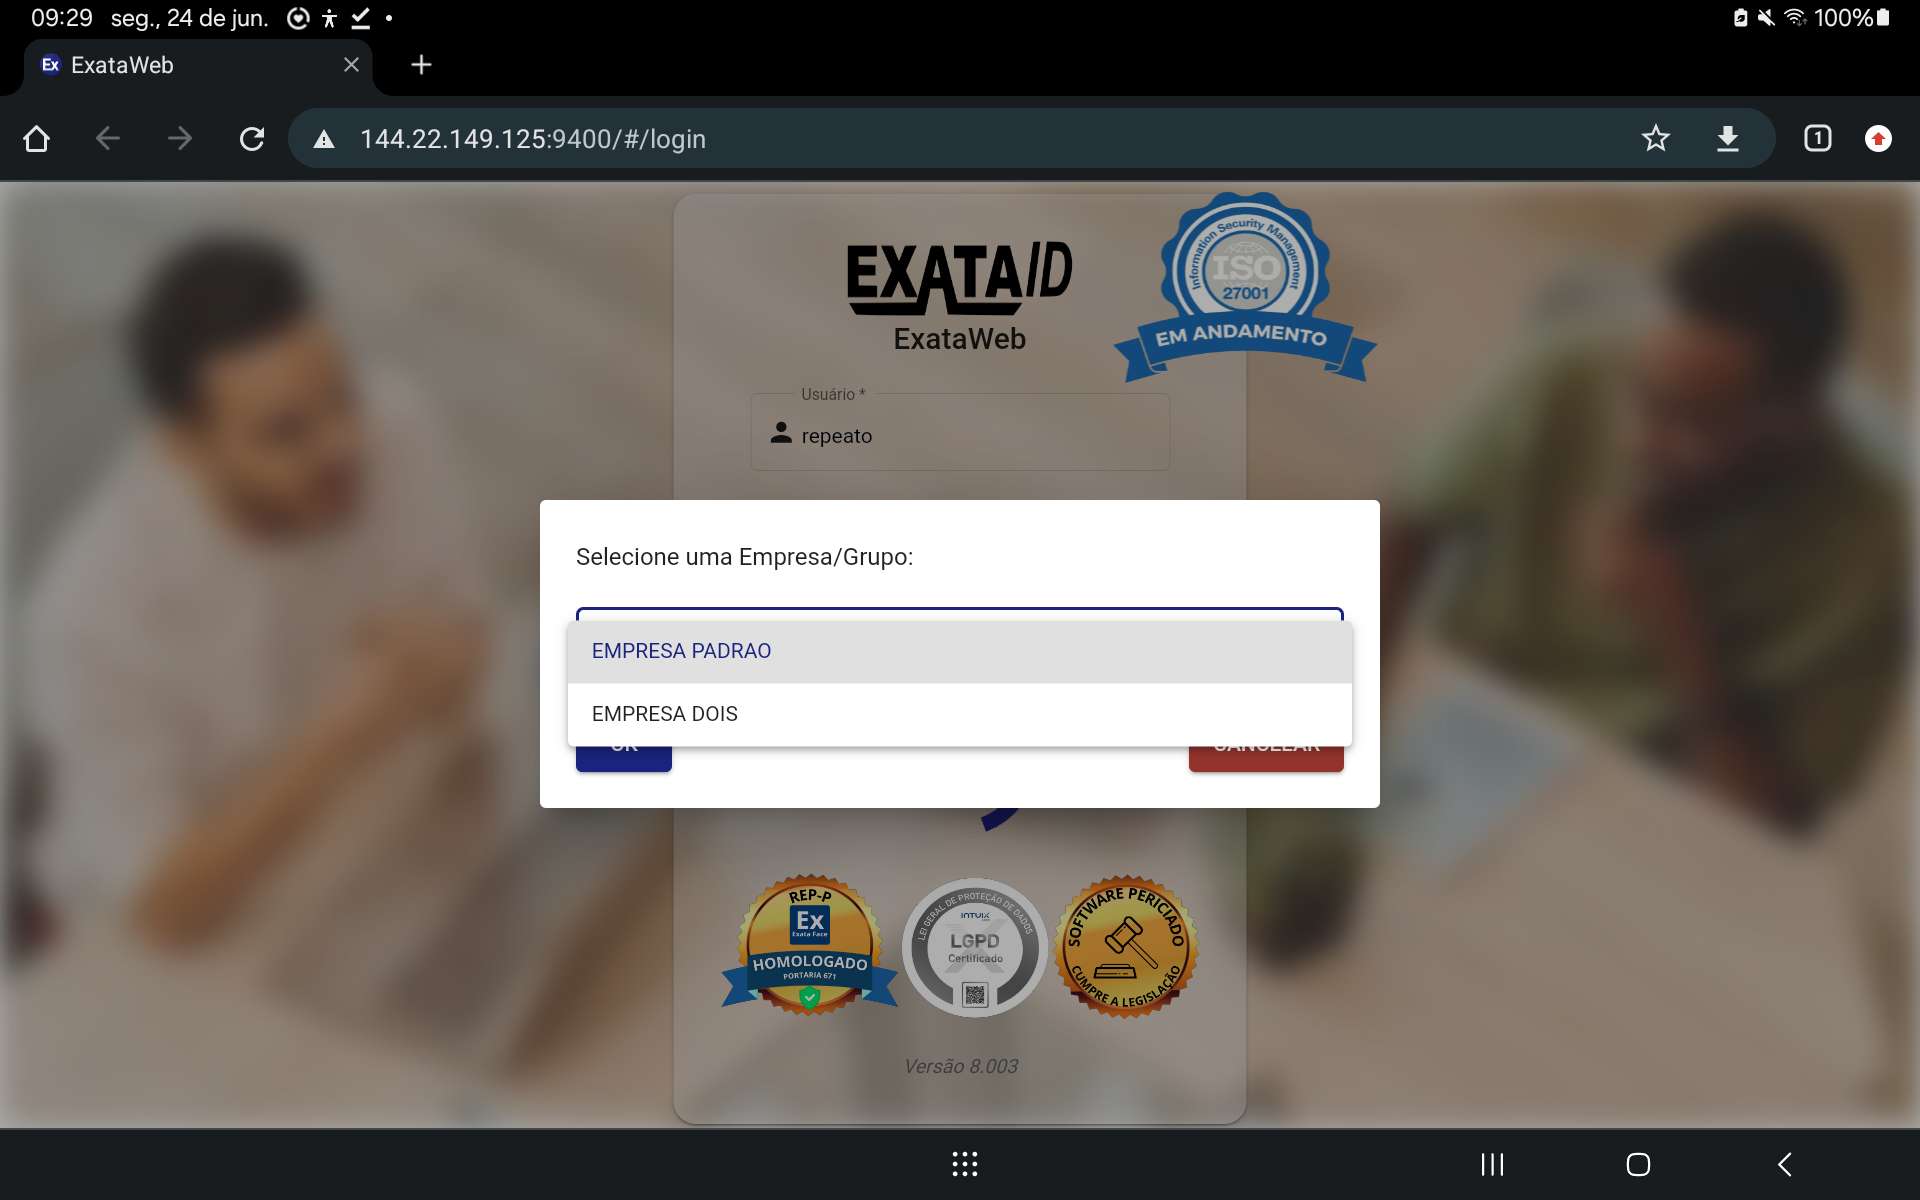 09:29 seg., 24 de jun.
100%
Ex ExataWeb
144.22.149.125:9400/#/login
1
EXATAID
ExataWeb
Information Security Management
ISO
27001
EM ANDAMENTO
Usuário *
repeato
Selecione uma Empresa/Grupo:
EMPRESA PADRAO
EMPRESA DOIS
OK
CANCELAR
REP-P
Ex
Exata Face
HOMOLOGADO
PORTARIA 671
LEI GERAL DE PROTEÇÃO DE DADOS
INTUIX
LGPD
Certificado
SOFTWARE PERICIADO
CUMPRE A LEGISLAÇÃO
Versão 8.003